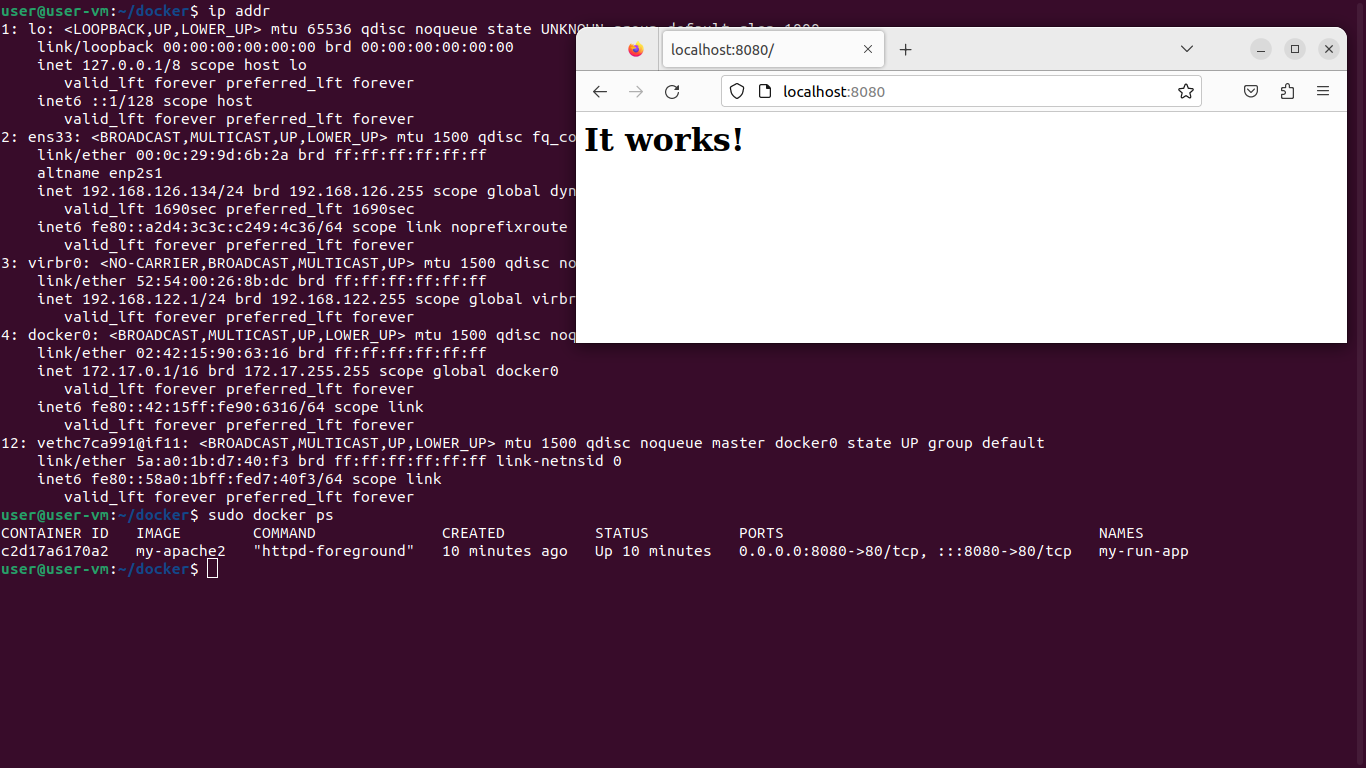 user@user-vm:~/docker$ ip addr
1: lo: <LOOPBACK,UP,LOWER_UP> mtu 65536 qdisc noqueue state UNKNOWN group default qlen 1000
    link/loopback 00:00:00:00:00:00 brd 00:00:00:00:00:00
    inet 127.0.0.1/8 scope host lo
       valid_lft forever preferred_lft forever
    inet6 ::1/128 scope host
       valid_lft forever preferred_lft forever
2: ens33: <BROADCAST,MULTICAST,UP,LOWER_UP> mtu 1500 qdisc fq_co
    link/ether 00:0c:29:9d:6b:2a brd ff:ff:ff:ff:ff:ff
    altname enp2s1
    inet 192.168.126.134/24 brd 192.168.126.255 scope global dyn
       valid_lft 1690sec preferred_lft 1690sec
    inet6 fe80::a2d4:3c3c:c249:4c36/64 scope link noprefixroute
       valid_lft forever preferred_lft forever
3: virbr0: <NO-CARRIER,BROADCAST,MULTICAST,UP> mtu 1500 qdisc no
    link/ether 52:54:00:26:8b:dc brd ff:ff:ff:ff:ff:ff
    inet 192.168.122.1/24 brd 192.168.122.255 scope global virbr
       valid_lft forever preferred_lft forever
4: docker0: <BROADCAST,MULTICAST,UP,LOWER_UP> mtu 1500 qdisc noq
    link/ether 02:42:15:90:63:16 brd ff:ff:ff:ff:ff:ff
    inet 172.17.0.1/16 brd 172.17.255.255 scope global docker0
       valid_lft forever preferred_lft forever
    inet6 fe80::42:15ff:fe90:6316/64 scope link
       valid_lft forever preferred_lft forever
12: vethc7ca991@if11: <BROADCAST,MULTICAST,UP,LOWER_UP> mtu 1500 qdisc noqueue master docker0 state UP group default
    link/ether 5a:a0:1b:d7:40:f3 brd ff:ff:ff:ff:ff:ff link-netnsid 0
    inet6 fe80::58a0:1bff:fed7:40f3/64 scope link
       valid_lft forever preferred_lft forever
user@user-vm:~/docker$ sudo docker ps
CONTAINER ID   IMAGE        COMMAND              CREATED          STATUS          PORTS                                   NAMES
c2d17a6170a2   my-apache2   "httpd-foreground"   10 minutes ago   Up 10 minutes   0.0.0.0:8080->80/tcp, :::8080->80/tcp   my-run-app
user@user-vm:~/docker$
localhost:8080/
localhost:8080
It works!